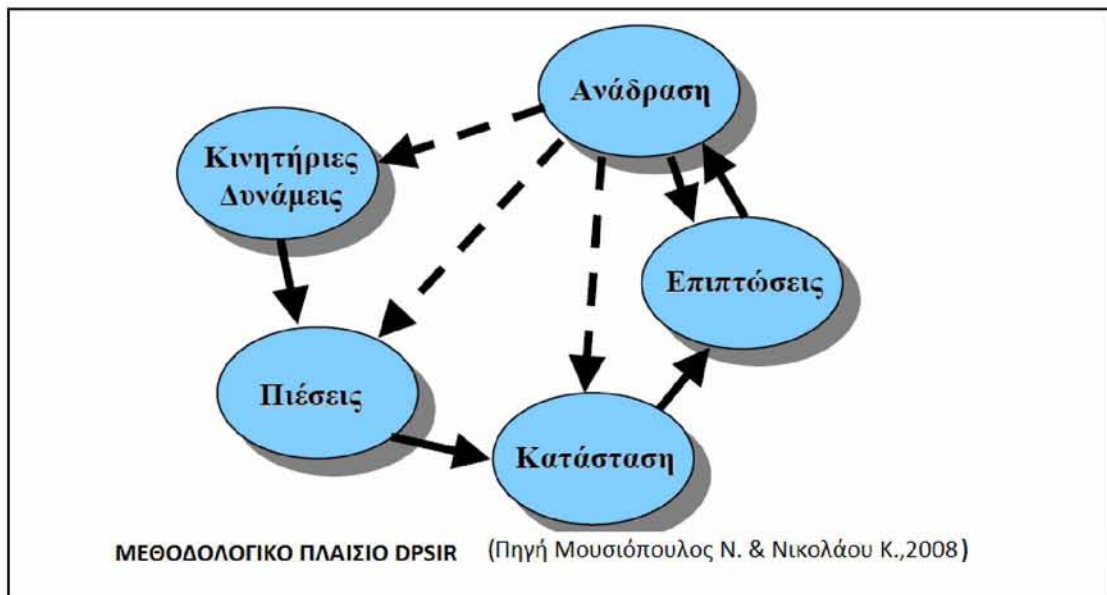 Ανάδραση
Κινητήριες
Δυνάμεις
Επιπτώσεις
Πιέσεις
Κατάσταση
ΜΕΘΟΔΟΛΟΓΙΚΟ ΠΛΑΙΣΙΟ DPSIR (Πηγή Μουσιόπουλος Ν. & Νικολάου Κ.,2008)